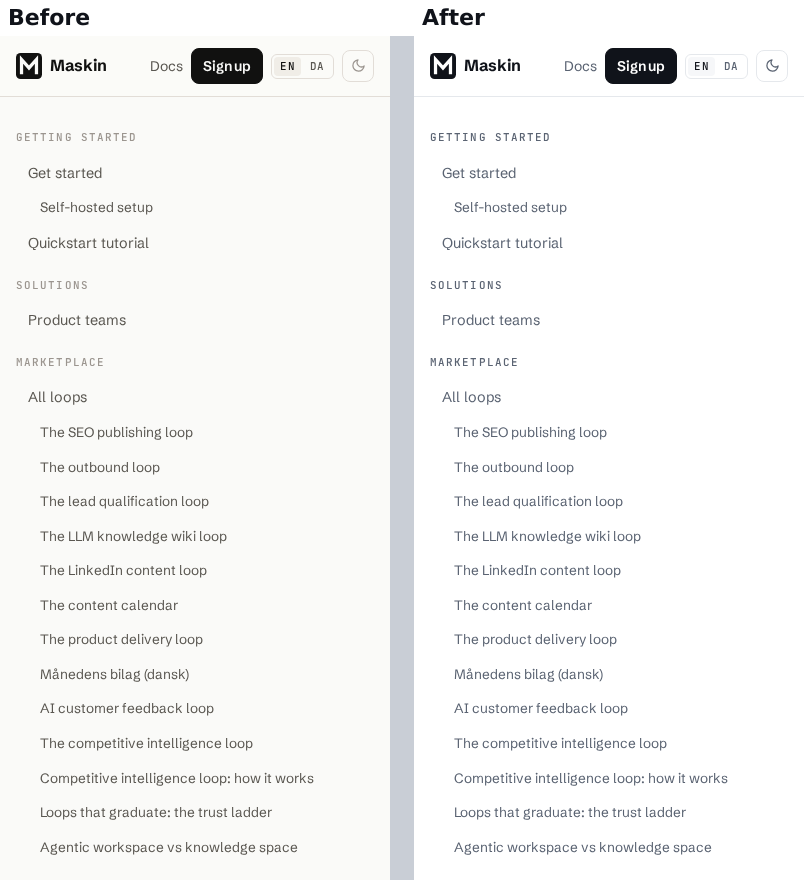 Before
Maskin Docs Sign up EN DA
GETTING STARTED
Get started
Self-hosted setup
Quickstart tutorial
SOLUTIONS
Product teams
MARKETPLACE
All loops
The SEO publishing loop
The outbound loop
The lead qualification loop
The LLM knowledge wiki loop
The LinkedIn content loop
The content calendar
The product delivery loop
Månedens bilag (dansk)
AI customer feedback loop
The competitive intelligence loop
Competitive intelligence loop: how it works
Loops that graduate: the trust ladder
Agentic workspace vs knowledge space
After
Maskin Docs Sign up EN DA
GETTING STARTED
Get started
Self-hosted setup
Quickstart tutorial
SOLUTIONS
Product teams
MARKETPLACE
All loops
The SEO publishing loop
The outbound loop
The lead qualification loop
The LLM knowledge wiki loop
The LinkedIn content loop
The content calendar
The product delivery loop
Månedens bilag (dansk)
AI customer feedback loop
The competitive intelligence loop
Competitive intelligence loop: how it works
Loops that graduate: the trust ladder
Agentic workspace vs knowledge space